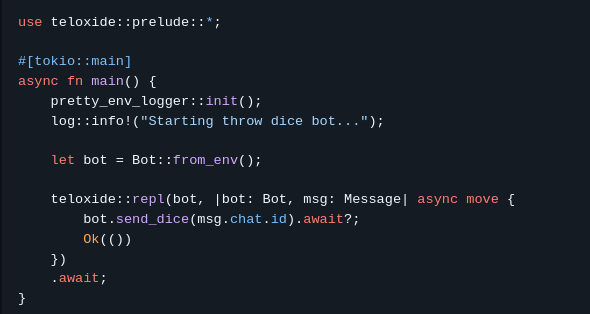 use teloxide::prelude::*;

#[tokio::main]
async fn main() {
    pretty_env_logger::init();
    log::info!("Starting throw dice bot...");

    let bot = Bot::from_env();

    teloxide::repl(bot, |bot: Bot, msg: Message| async move {
        bot.send_dice(msg.chat.id).await?;
        Ok(())
    })
    .await;
}